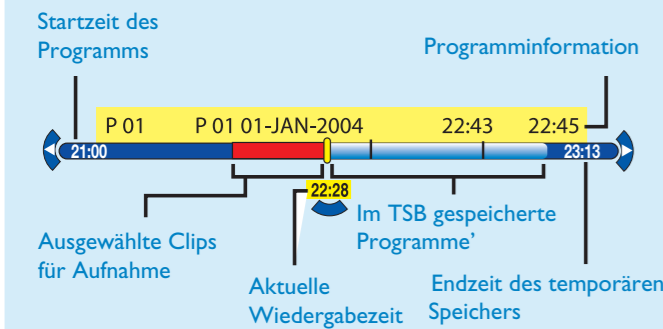 Startzeit des
Programms
Programminformation
P 01 P 01 01-JAN-2004 22:43 22:45
21:00 23:13
22:28
Ausgewählte Clips
für Aufnahme
Im TSB gespeicherte
Programme’
Aktuelle
Wiedergabezeit
Endzeit des temporären
Speichers